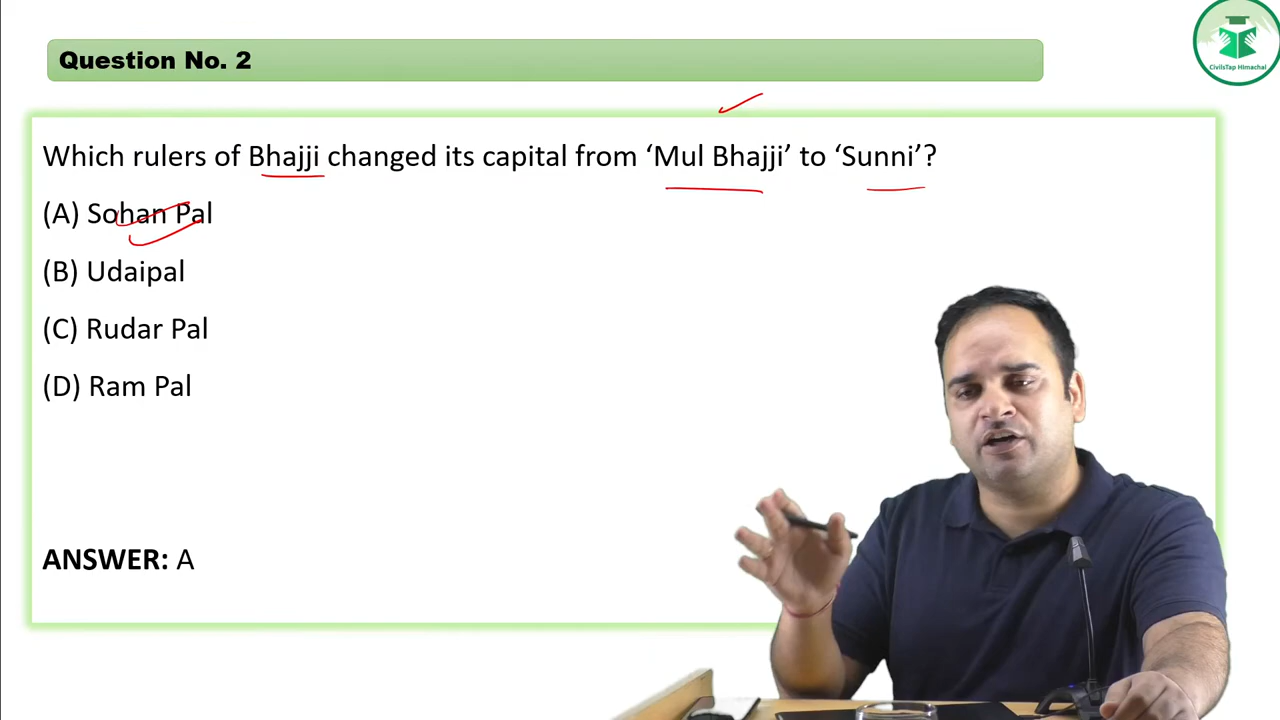 Question No. 2
CivilsTap Himachal
Which rulers of Bhajji changed its capital from ‘Mul Bhajji’ to ‘Sunni’?
(A) Sohan Pal
(B) Udaipal
(C) Rudar Pal
(D) Ram Pal
ANSWER: A